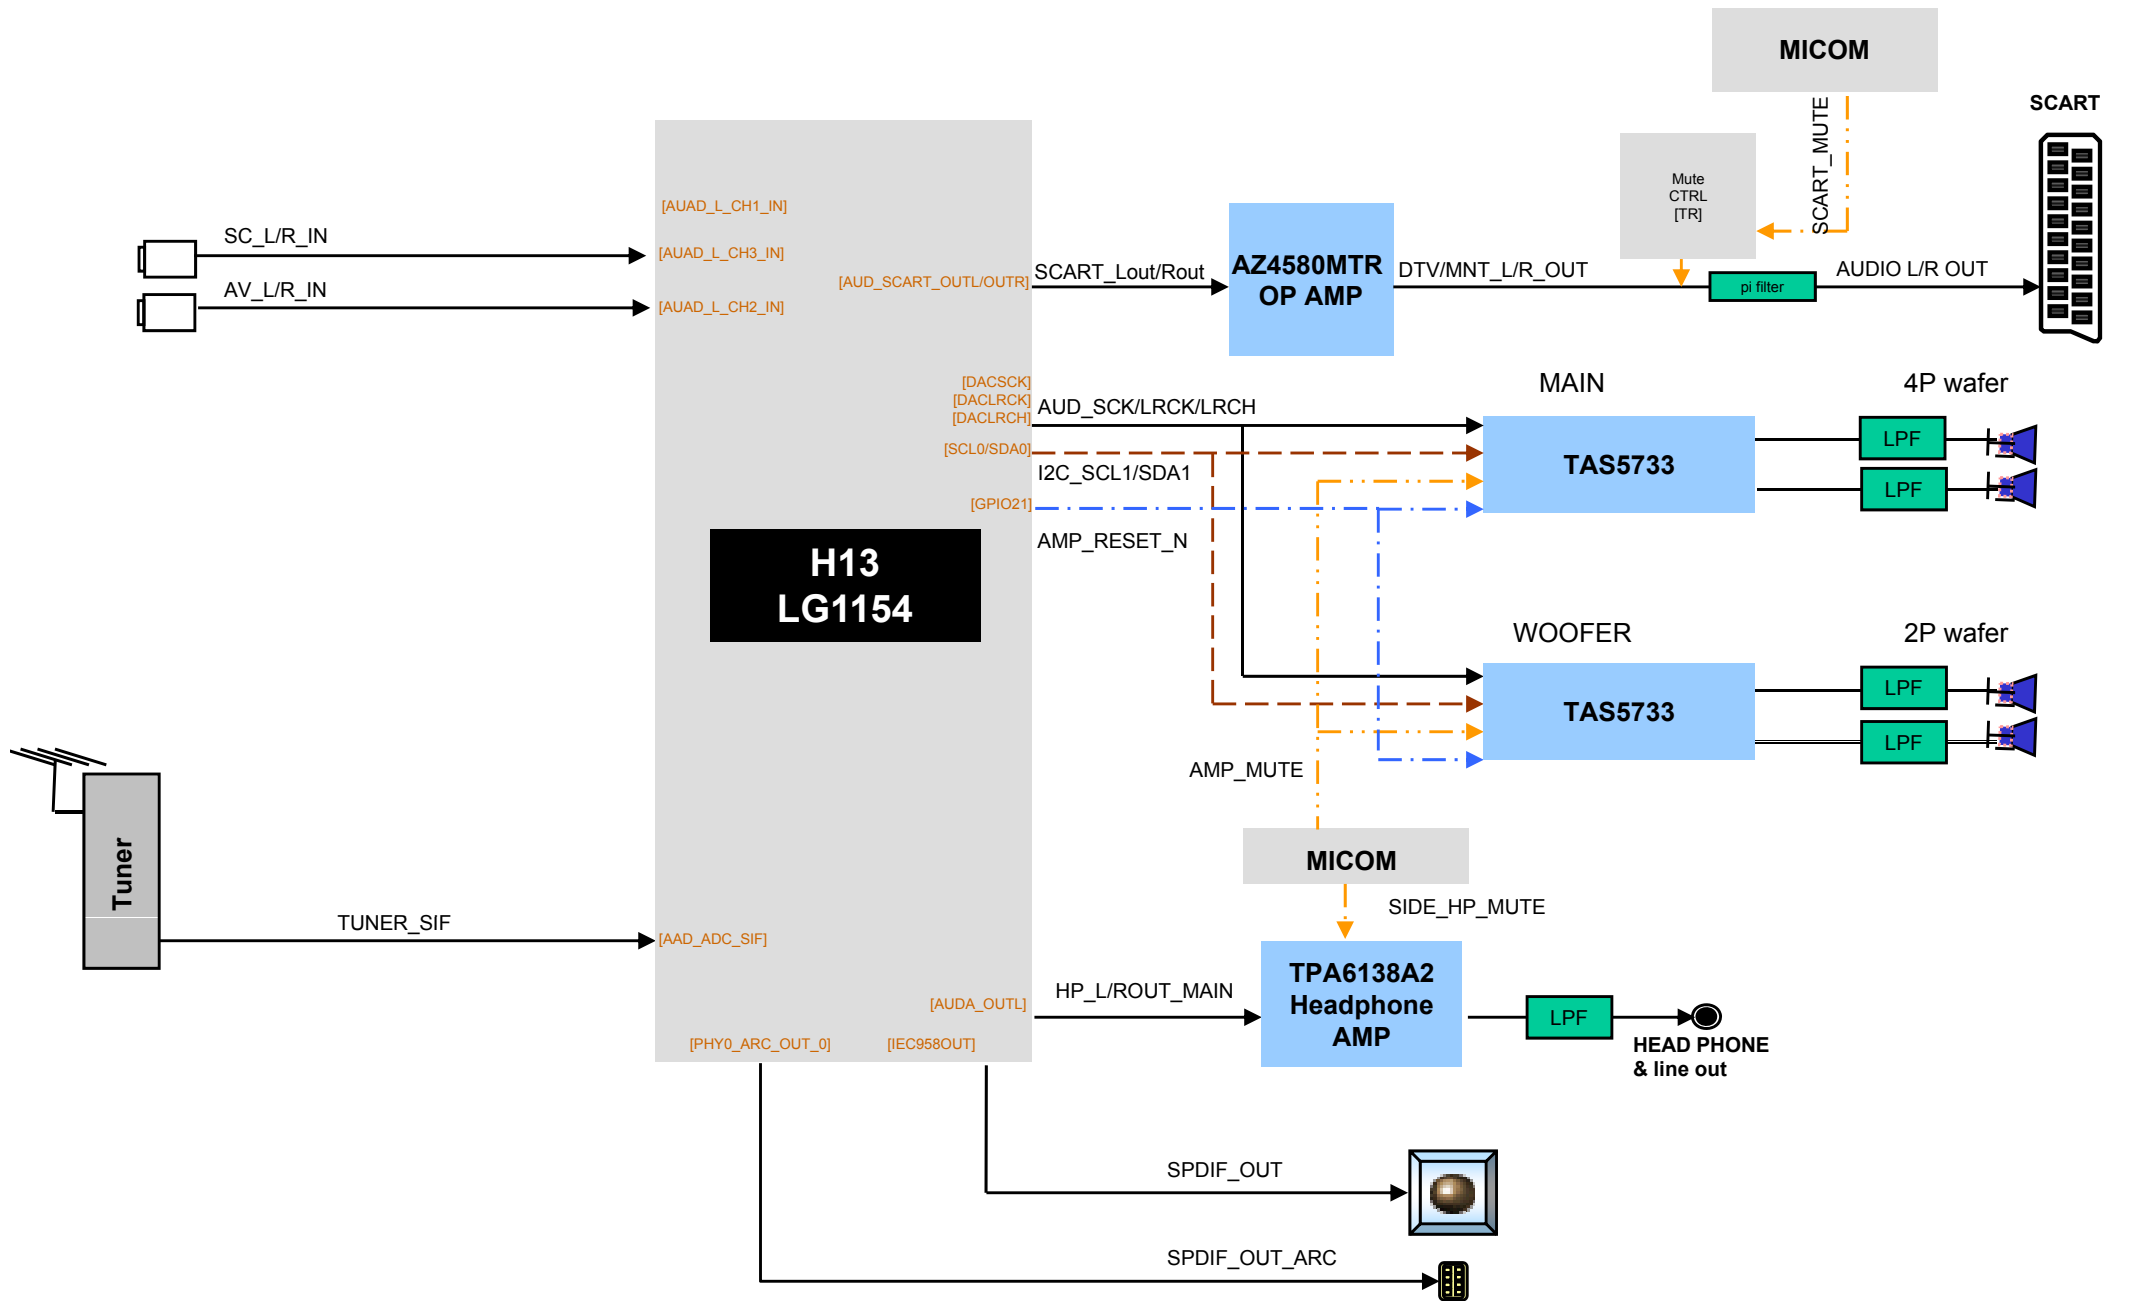 MICOM
SCART
SCART_MUTE
Mute
CTRL
[TR]
[AUAD_L_CH1_IN]
SC_L/R_IN
[AUAD_L_CH3_IN]
AV_L/R_IN
[AUAD_L_CH2_IN]
[AUD_SCART_OUTL/OUTR]
SCART_Lout/Rout
AZ4580MTR
OP AMP
DTV/MNT_L/R_OUT
pi filter
AUDIO L/R OUT
MAIN
4P wafer
[DACSCK]
[DACLRCK]
[DACLRCH]
AUD_SCK/LRCK/LRCH
[SCL0/SDA0]
I2C_SCL1/SDA1
TAS5733
LPF
LPF
[GPIO21]
AMP_RESET_N
H13
LG1154
WOOFER
2P wafer
TAS5733
LPF
LPF
AMP_MUTE
MICOM
SIDE_HP_MUTE
Tuner
TUNER_SIF
[AAD_ADC_SIF]
[AUDA_OUTL]
HP_L/ROUT_MAIN
TPA6138A2
Headphone
AMP
LPF
HEAD PHONE
& line out
[PHY0_ARC_OUT_0]
[IEC958OUT]
SPDIF_OUT
SPDIF_OUT_ARC